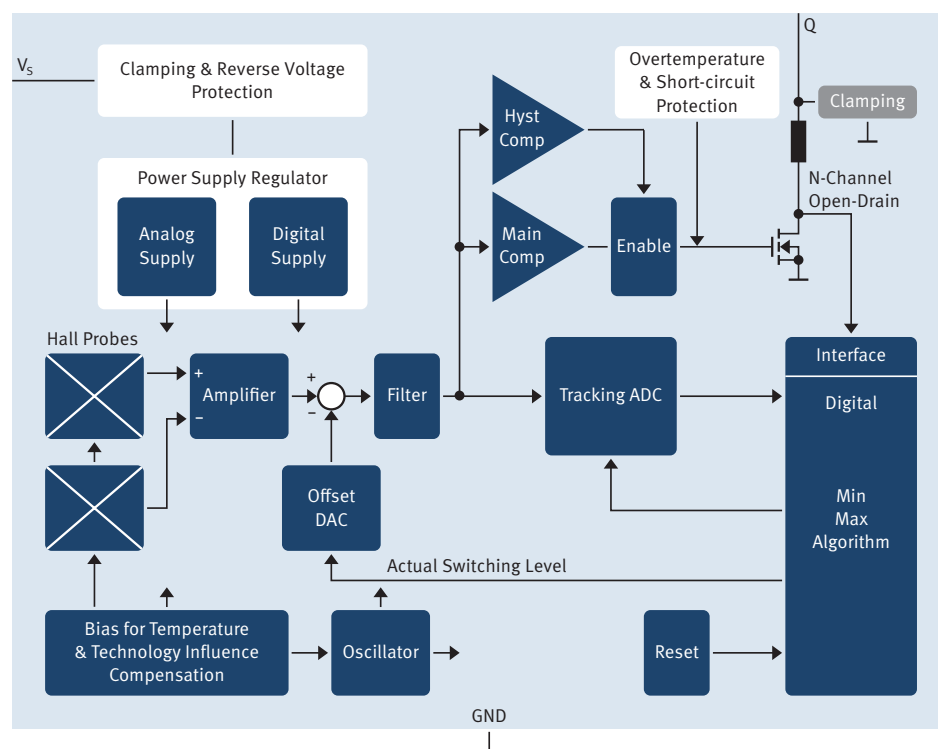 Q
V_S
Clamping & Reverse Voltage
Protection
Overtemperature
& Short-circuit
Protection
Clamping
Hyst
Comp
Power Supply Regulator
N-Channel
Open-Drain
Analog
Supply
Digital
Supply
Main
Comp
Enable
Hall Probes
Interface
+
Amplifier
−
+
−
Filter
Tracking ADC
Digital
Offset
DAC
Min
Max
Algorithm
Actual Switching Level
Bias for Temperature
& Technology Influence
Compensation
Oscillator
Reset
GND